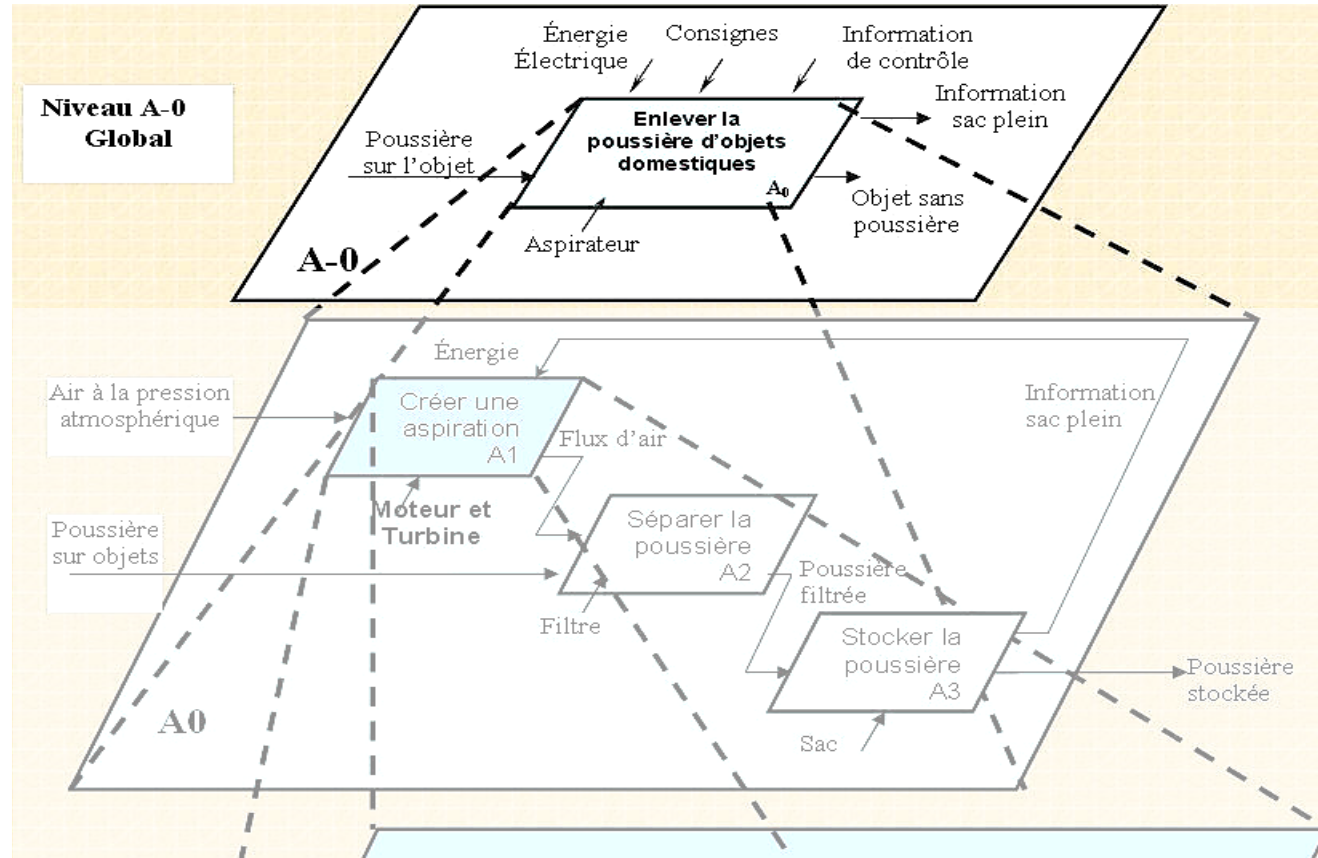 Énergie
Électrique
Consignes
Information
de contrôle
Niveau A-0
Global
Information
sac plein
Enlever la
poussière d'objets
domestiques
A0
Poussière
sur l'objet
Objet sans
poussière
Aspirateur
A-0
Énergie
Air à la pression
atmosphérique
Information
sac plein
Créer une
aspiration
A1
Flux d'air
Moteur et
Turbine
Poussière
sur objets
Séparer la
poussière
A2
Poussière
filtrée
Filtre
Stocker la
poussière
A3
Poussière
stockée
A0
Sac